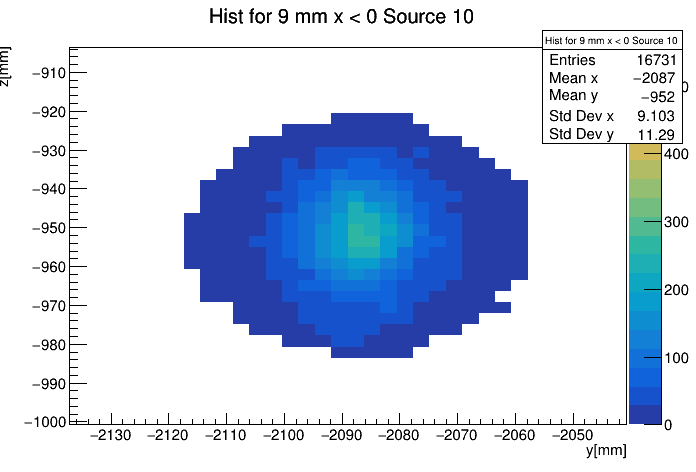 Hist for 9 mm x < 0 Source 10
Hist for 9 mm x < 0 Source 10
Entries 16731
Mean x −2087
Mean y −952
Std Dev x 9.103
Std Dev y 11.29
z[mm]
−910
−920
−930
−940
−950
−960
−970
−980
−990
−1000
−2130 −2120 −2110 −2100 −2090 −2080 −2070 −2060 −2050
y[mm]
400
300
200
100
0